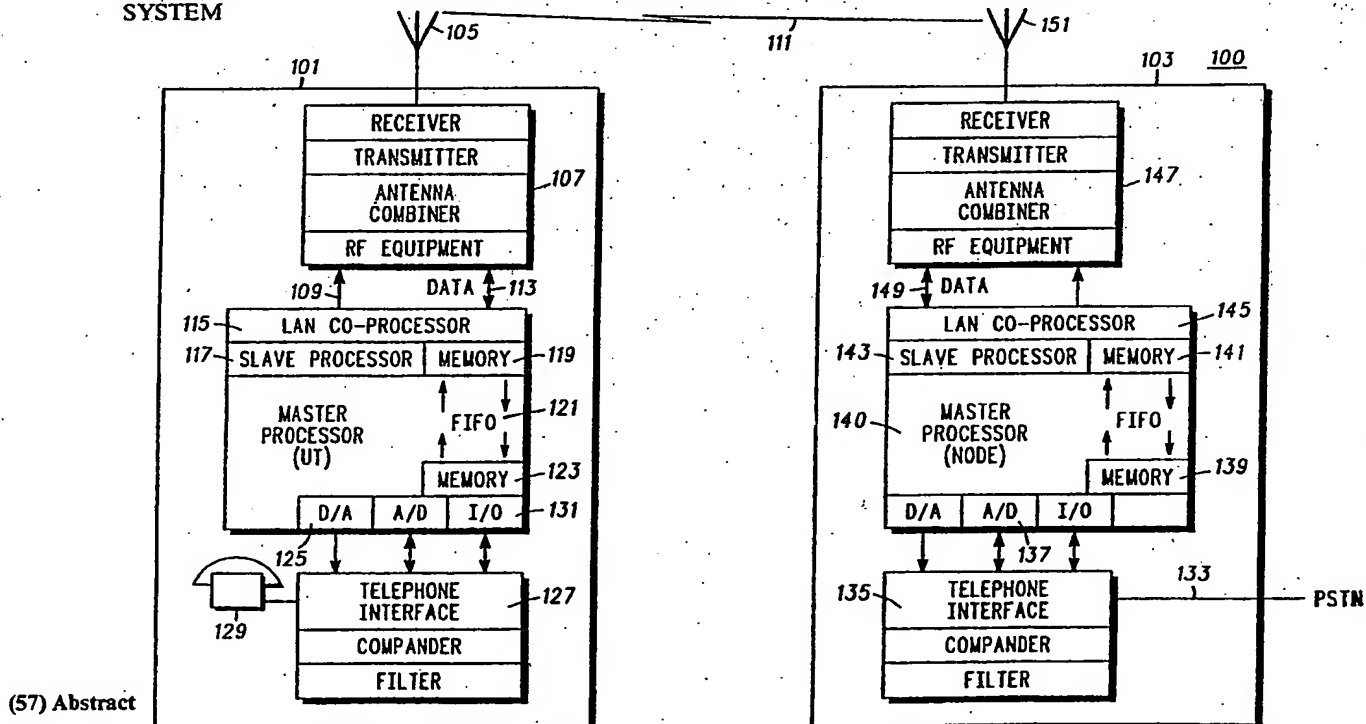 SYSTEM
105
111
151
101
103 100
RECEIVER
TRANSMITTER
ANTENNA
COMBINER
RF EQUIPMENT
107
109
DATA
113
115
LAN CO-PROCESSOR
117
SLAVE PROCESSOR
MEMORY
119
MASTER
PROCESSOR
(UT)
FIFO
121
MEMORY
123
D/A
A/D
I/O
131
125
129
TELEPHONE
INTERFACE
127
COMPANDER
FILTER
RECEIVER
TRANSMITTER
ANTENNA
COMBINER
RF EQUIPMENT
147
149
DATA
LAN CO-PROCESSOR
145
143
SLAVE PROCESSOR
MEMORY
141
140
MASTER
PROCESSOR
(NODE)
FIFO
MEMORY
139
D/A
A/D
I/O
137
135
TELEPHONE
INTERFACE
133
PSTN
COMPANDER
FILTER
(57) Abstract